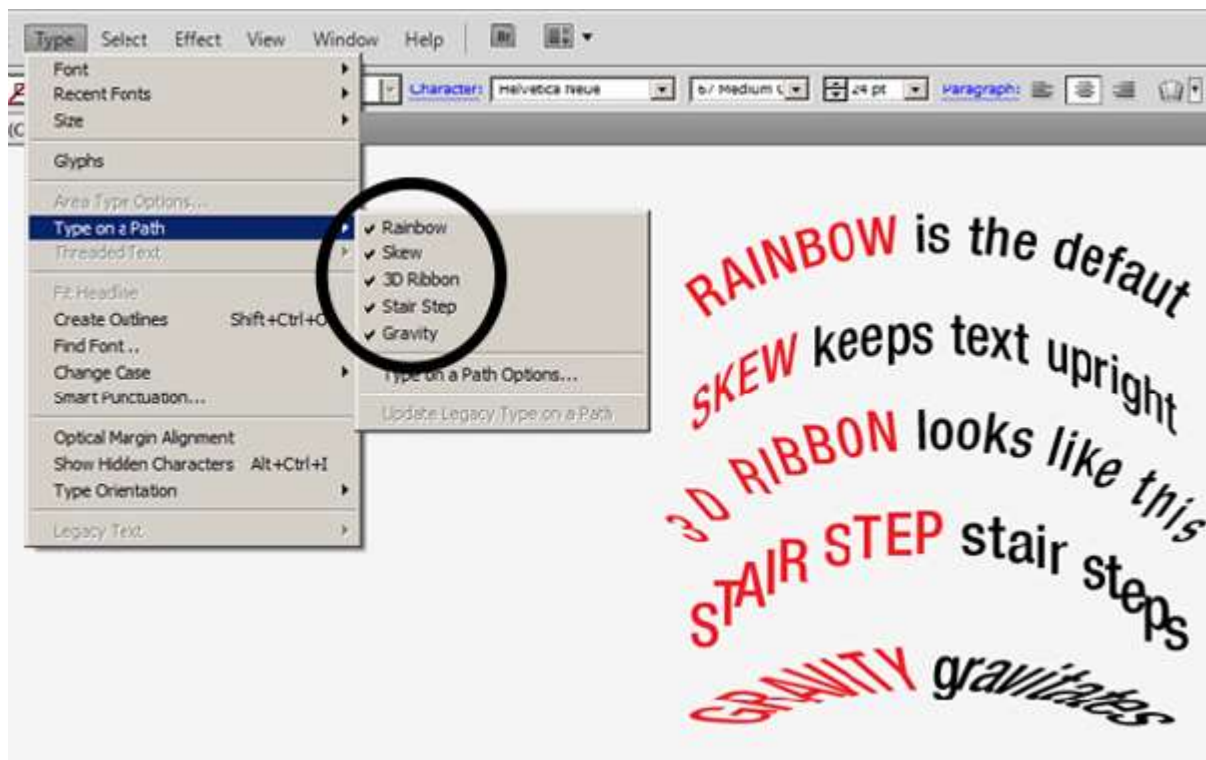 Type Select Effect View Window Help Br
Font
Recent Fonts
Size
Character: Helvetica Neue 67 Medium 24 pt Paragraph:
Glyphs
Area Type Options...
Type on a Path
Threaded Text
Rainbow
Skew
3D Ribbon
Stair Step
Gravity
Type on a Path Options...
Update Legacy Type on a Path
Fit Headline
Create Outlines Shift+Ctrl+O
Find Font...
Change Case
Smart Punctuation...
Optical Margin Alignment
Show Hidden Characters Alt+Ctrl+I
Type Orientation
Legacy Text
RAINBOW is the defaut
SKEW keeps text upright
3D RIBBON looks like this
STAIR STEP stair steps
GRAVITY gravitates